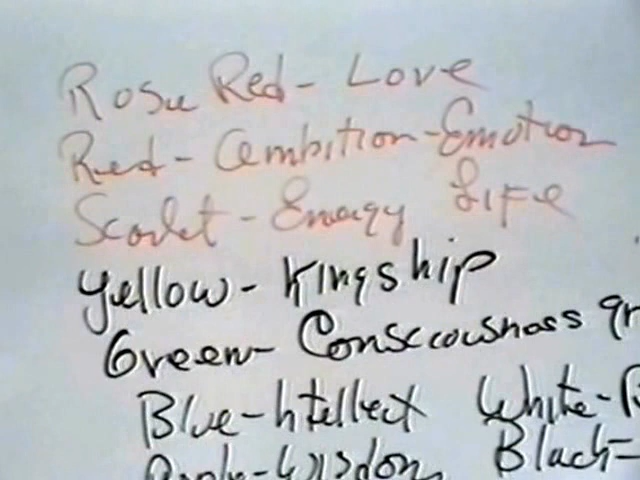 Rose Red - Love
Red - Ambition - Emotion
Scarlet - Energy Life
Yellow - Kingship
Green - Consciousness
Blue - Intellect White -
Wisdom Black =